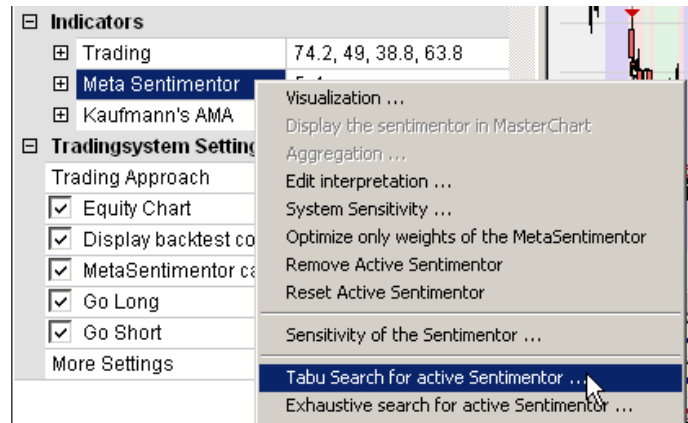 Indicators
Trading 74.2, 49, 38.8, 63.8
Meta Sentimentor
Kaufmann's AMA
Tradingsystem Setting
Trading Approach
Equity Chart
Display backtest co
MetaSentimentor ca
Go Long
Go Short
More Settings
Visualization ...
Display the sentimentor in MasterChart
Aggregation ...
Edit interpretation ...
System Sensitivity ...
Optimize only weights of the MetaSentimentor
Remove Active Sentimentor
Reset Active Sentimentor
Sensitivity of the Sentimentor ...
Tabu Search for active Sentimentor ...
Exhaustive search for active Sentimentor ...